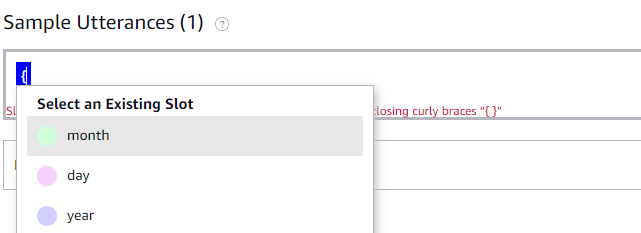 Sample Utterances (1) ?
{
Select an Existing Slot
Sl
closing curly braces "{ }"
month
day
year